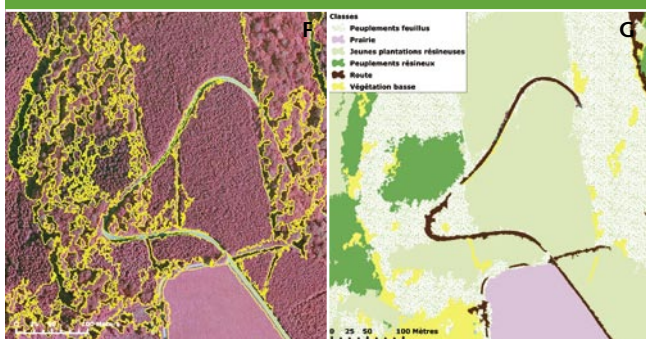 F
G
Classes
Peuplements feuillus
Prairie
Jeunes plantations résineuses
Peuplements résineux
Route
Végétation basse
0 25 50 100 Mètres